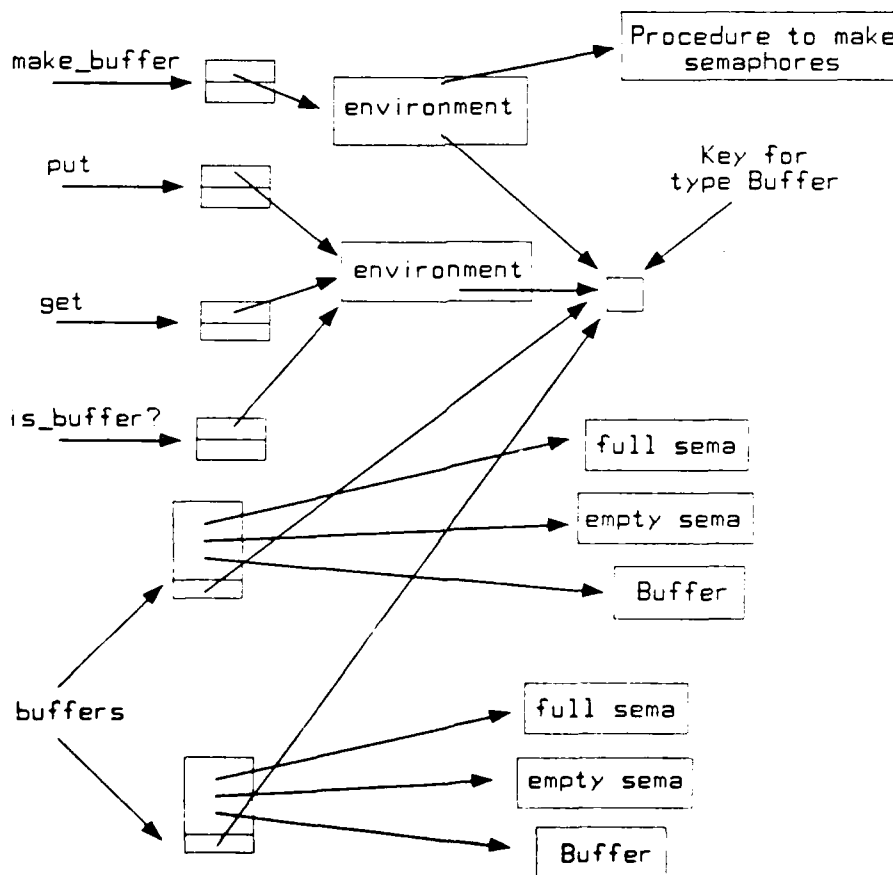 Procedure to make
semaphores
make_buffer
environment
put
Key for
type Buffer
environment
get
is_buffer?
full sema
empty sema
Buffer
buffers
full sema
empty sema
Buffer